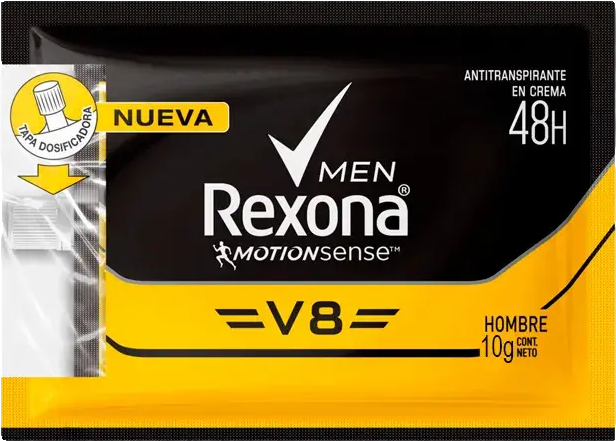 ANTITRANSPIRANTE
EN CREMA
48H
TAPA DOSIFICADORA
NUEVA
MEN
Rexona®
MOTIONsense™
V8
HOMBRE
10g CONT.
NETO